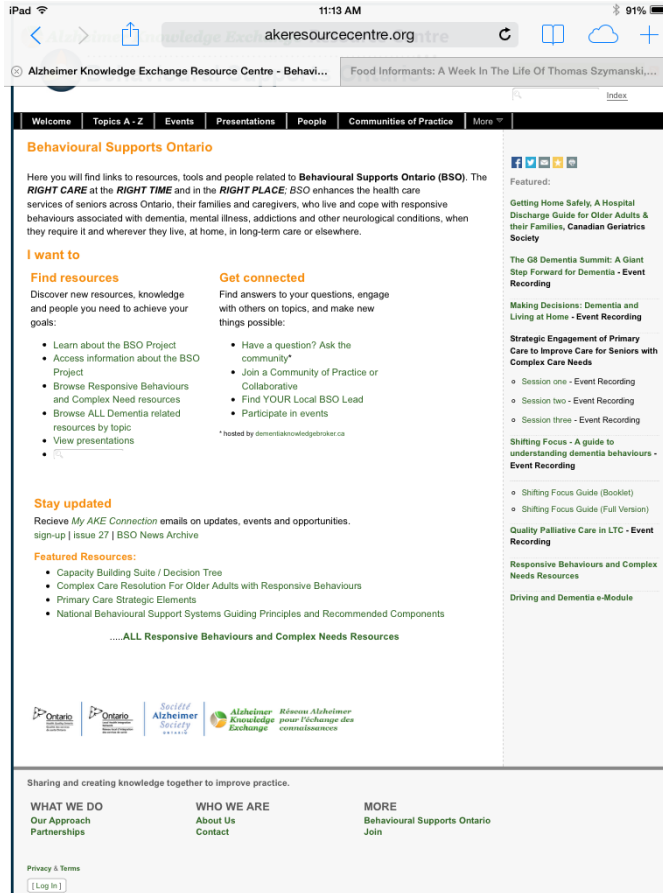 iPad
11:13 AM
91%
akeresourcecentre.org
Alzheimer Knowledge Exchange Resource Centre - Behavi...
Food Informants: A Week In The Life Of Thomas Szymanski,...
Index
Welcome
Topics A - Z
Events
Presentations
People
Communities of Practice
More
Behavioural Supports Ontario
Here you will find links to resources, tools and people related to Behavioural Supports Ontario (BSO). The
RIGHT CARE at the RIGHT TIME and in the RIGHT PLACE; BSO enhances the health care
services of seniors across Ontario, their families and caregivers, who live and cope with responsive
behaviours associated with dementia, mental illness, addictions and other neurological conditions, when
they require it and wherever they live, at home, in long-term care or elsewhere.
I want to
Find resources
Discover new resources, knowledge
and people you need to achieve your
goals:
Learn about the BSO Project
Access information about the BSO
Project
Browse Responsive Behaviours
and Complex Need resources
Browse ALL Dementia related
resources by topic
View presentations
Get connected
Find answers to your questions, engage
with others on topics, and make new
things possible:
Have a question? Ask the
community*
Join a Community of Practice or
Collaborative
Find YOUR Local BSO Lead
Participate in events
* hosted by dementiaknowledgebroker.ca
Stay updated
Recieve My AKE Connection emails on updates, events and opportunities.
sign-up | issue 27 | BSO News Archive
Featured Resources:
Capacity Building Suite / Decision Tree
Complex Care Resolution For Older Adults with Responsive Behaviours
Primary Care Strategic Elements
National Behavioural Support Systems Guiding Principles and Recommended Components
.....ALL Responsive Behaviours and Complex Needs Resources
Featured:
Getting Home Safely, A Hospital
Discharge Guide for Older Adults &
their Families, Canadian Geriatrics
Society
The G8 Dementia Summit: A Giant
Step Forward for Dementia - Event
Recording
Making Decisions: Dementia and
Living at Home - Event Recording
Strategic Engagement of Primary
Care to Improve Care for Seniors with
Complex Care Needs
Session one - Event Recording
Session two - Event Recording
Session three - Event Recording
Shifting Focus - A guide to
understanding dementia behaviours -
Event Recording
Shifting Focus Guide (Booklet)
Shifting Focus Guide (Full Version)
Quality Palliative Care in LTC - Event
Recording
Responsive Behaviours and Complex
Needs Resources
Driving and Dementia e-Module
Ontario
Ontario
Société
Alzheimer
Society
ONTARIO
Alzheimer
Knowledge
Exchange
Réseau Alzheimer
pour l'échange des
connaissances
Sharing and creating knowledge together to improve practice.
WHAT WE DO
Our Approach
Partnerships
WHO WE ARE
About Us
Contact
MORE
Behavioural Supports Ontario
Join
Privacy & Terms
[ Log In ]